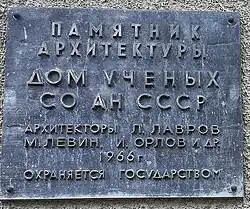 ПАМЯТНИК
АРХИТЕКТУРЫ
ДОМ УЧЕНЫХ
СО АН СССР
АРХИТЕКТОРЫ Л. ЛАВРОВ
М. ЛЕВИН, И. ОРЛОВ И ДР.
1966 г.
ОХРАНЯЕТСЯ ГОСУДАРСТВОМ